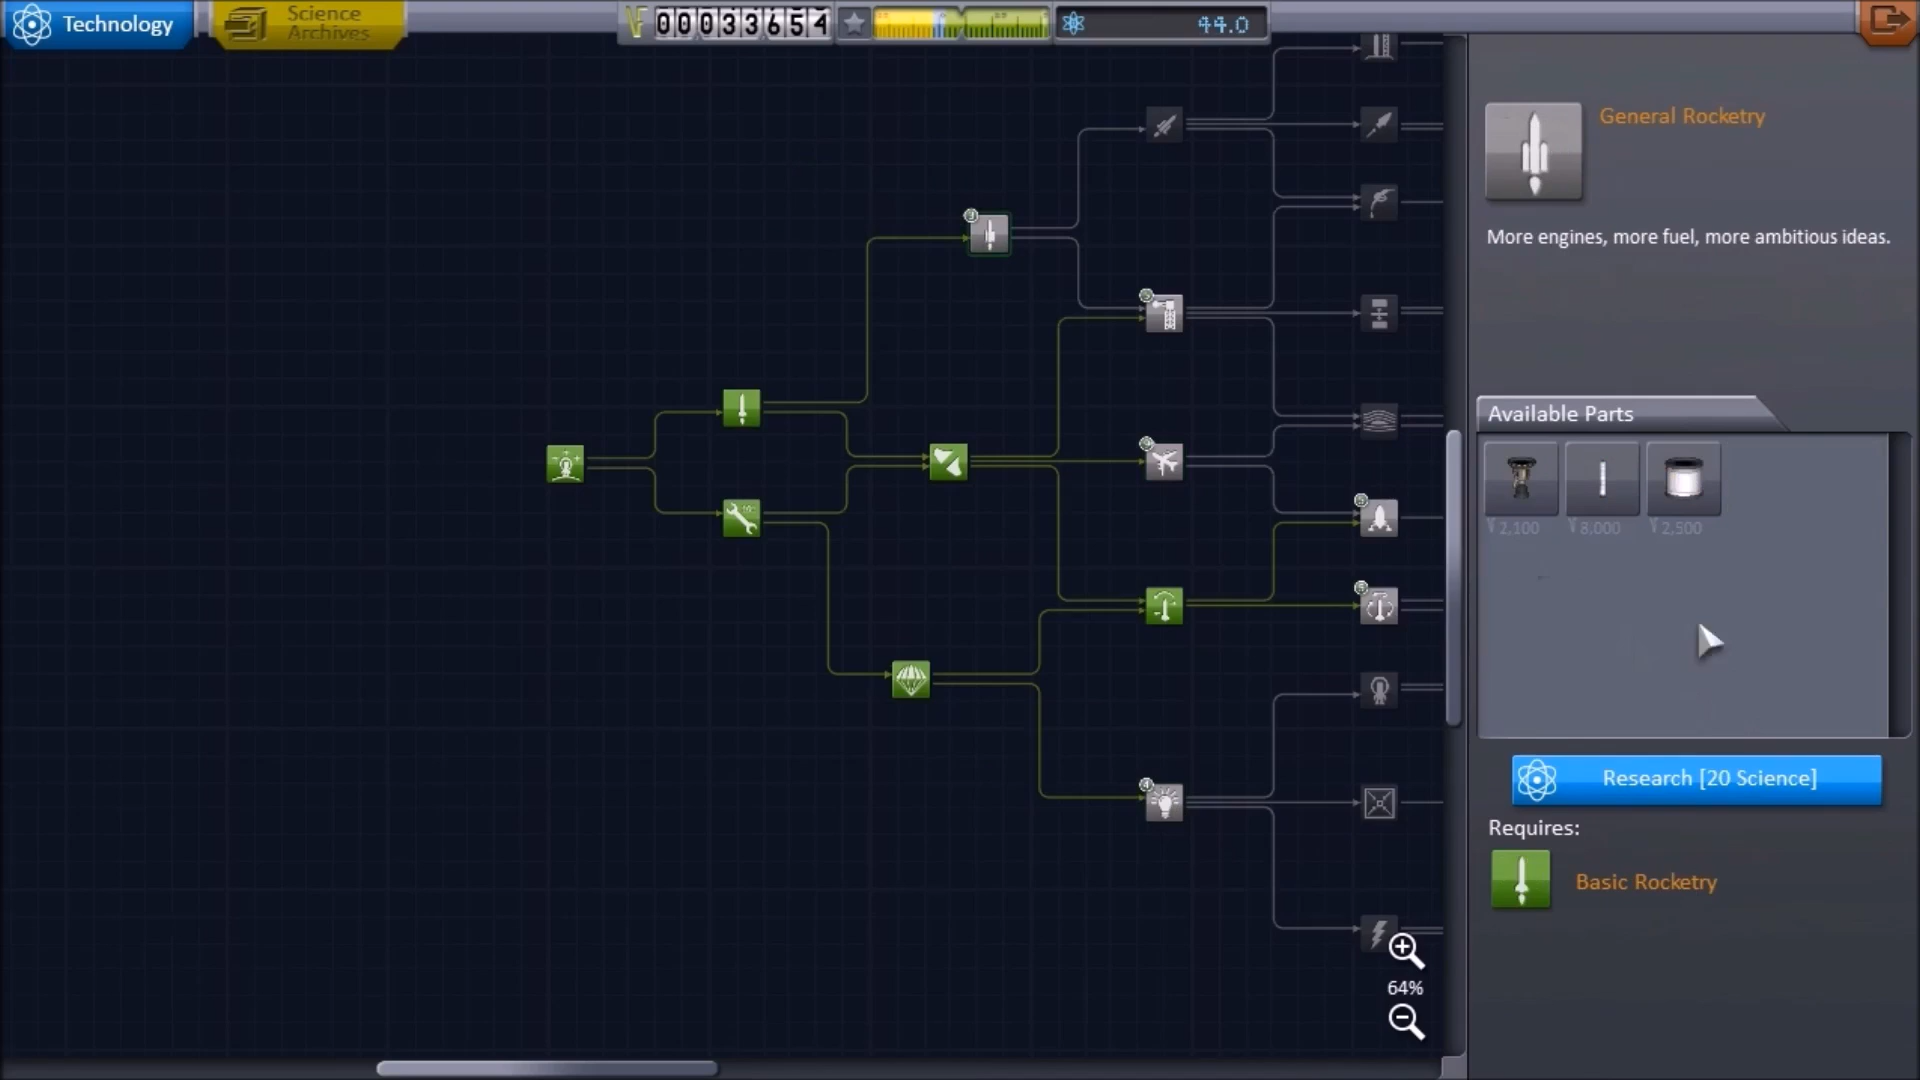 Technology
Science
Archives
00033654
44.0
General Rocketry
More engines, more fuel, more ambitious ideas.
Available Parts
2,100
8,000
2,500
Research [20 Science]
Requires:
Basic Rocketry
64%